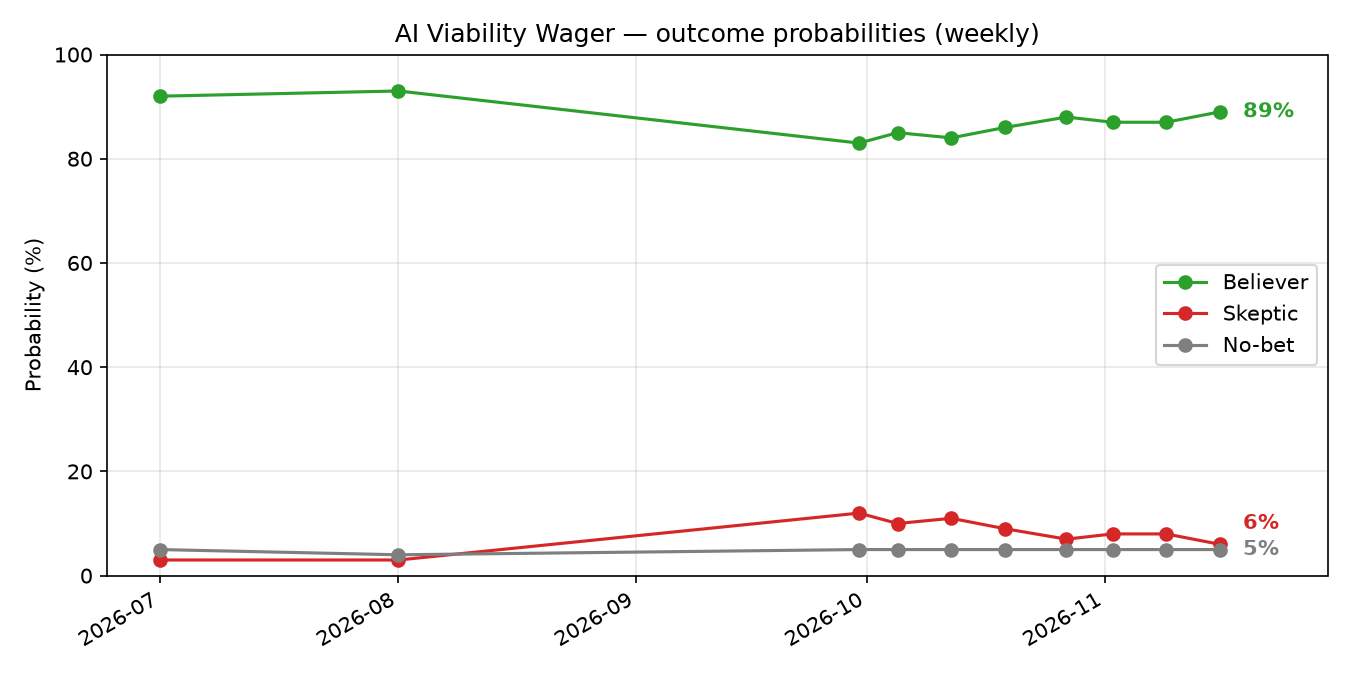 AI Viability Wager — outcome probabilities (weekly)
100
80
60
40
20
0
Probability (%)
89%
Believer
Skeptic
No-bet
6%
5%
2026-07
2026-08
2026-09
2026-10
2026-11